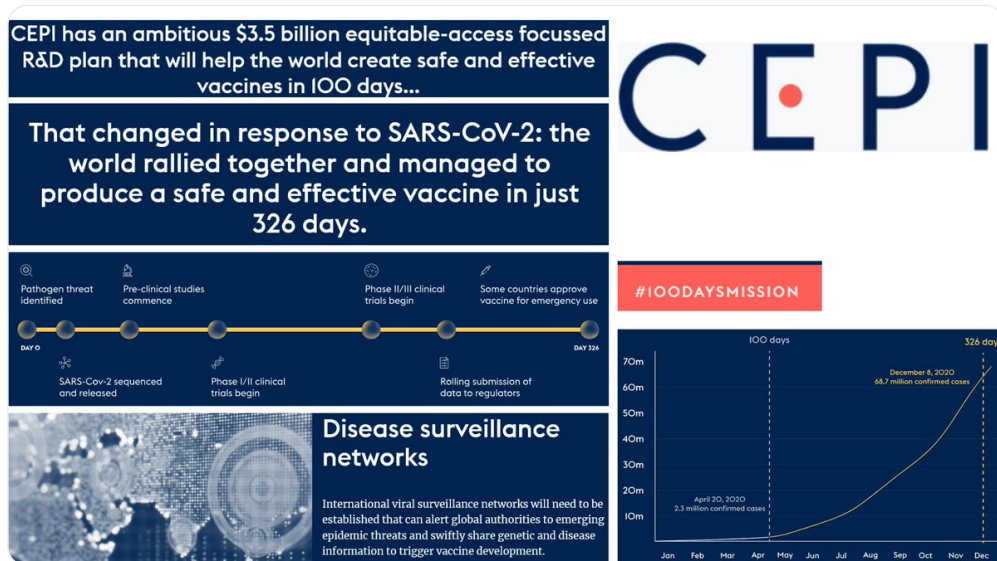 CEPI has an ambitious $3.5 billion equitable-access focussed
R&D plan that will help the world create safe and effective
vaccines in 100 days...
That changed in response to SARS-CoV-2: the
world rallied together and managed to
produce a safe and effective vaccine in just
326 days.
Pathogen threat
identified
Pre-clinical studies
commence
Phase II/III clinical
trials begin
Some countries approve
vaccine for emergency use
DAY 0
DAY 326
SARS-Cov-2 sequenced
and released
Phase I/II clinical
trials begin
Rolling submission of
data to regulators
Disease surveillance
networks
International viral surveillance networks will need to be
established that can alert global authorities to emerging
epidemic threats and swiftly share genetic and disease
information to trigger vaccine development.
CEPI
#100DAYSMISSION
100 days
326 day
70m
60m
50m
40m
30m
20m
10m
December 8, 2020
68.7 million confirmed cases
April 20, 2020
2.3 million confirmed cases
Jan Feb Mar Apr May Jun Jul Aug Sep Oct Nov Dec